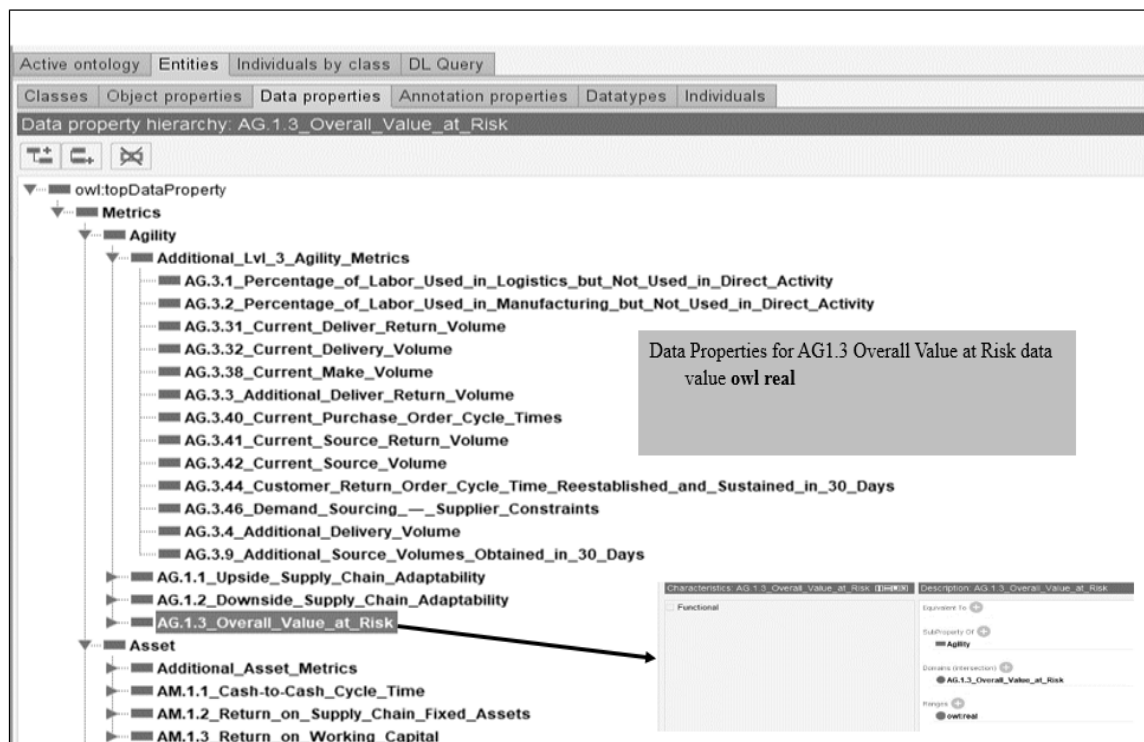 Active ontology Entities Individuals by class DL Query
Classes Object properties Data properties Annotation properties Datatypes Individuals
Data property hierarchy: AG.1.3_Overall_Value_at_Risk
owl:topDataProperty
Metrics
Agility
Additional_Lvl_3_Agility_Metrics
AG.3.1_Percentage_of_Labor_Used_in_Logistics_but_Not_Used_in_Direct_Activity
AG.3.2_Percentage_of_Labor_Used_in_Manufacturing_but_Not_Used_in_Direct_Activity
AG.3.31_Current_Deliver_Return_Volume
AG.3.32_Current_Delivery_Volume
AG.3.38_Current_Make_Volume
AG.3.3_Additional_Deliver_Return_Volume
AG.3.40_Current_Purchase_Order_Cycle_Times
AG.3.41_Current_Source_Return_Volume
AG.3.42_Current_Source_Volume
AG.3.44_Customer_Return_Order_Cycle_Time_Reestablished_and_Sustained_in_30_Days
AG.3.46_Demand_Sourcing_—_Supplier_Constraints
AG.3.4_Additional_Delivery_Volume
AG.3.9_Additional_Source_Volumes_Obtained_in_30_Days
AG.1.1_Upside_Supply_Chain_Adaptability
AG.1.2_Downside_Supply_Chain_Adaptability
AG.1.3_Overall_Value_at_Risk
Asset
Additional_Asset_Metrics
AM.1.1_Cash-to-Cash_Cycle_Time
AM.1.2_Return_on_Supply_Chain_Fixed_Assets
AM.1.3_Return_on_Working_Capital
Data Properties for AG1.3 Overall Value at Risk data
value owl real
Characteristics: AG.1.3_Overall_Value_at_Risk
Functional
Description: AG.1.3_Overall_Value_at_Risk
Equivalent To
SubProperty Of
Agility
Domains (intersection)
AG.1.3_Overall_Value_at_Risk
Ranges
owl:real